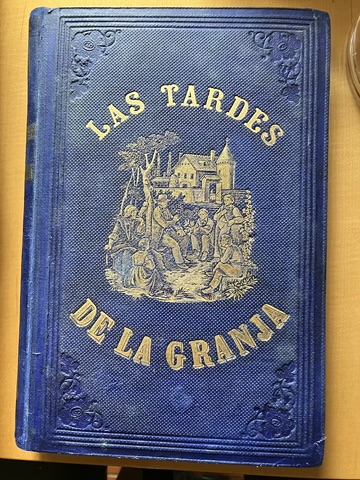 LAS TARDES
DE LA GRANJA